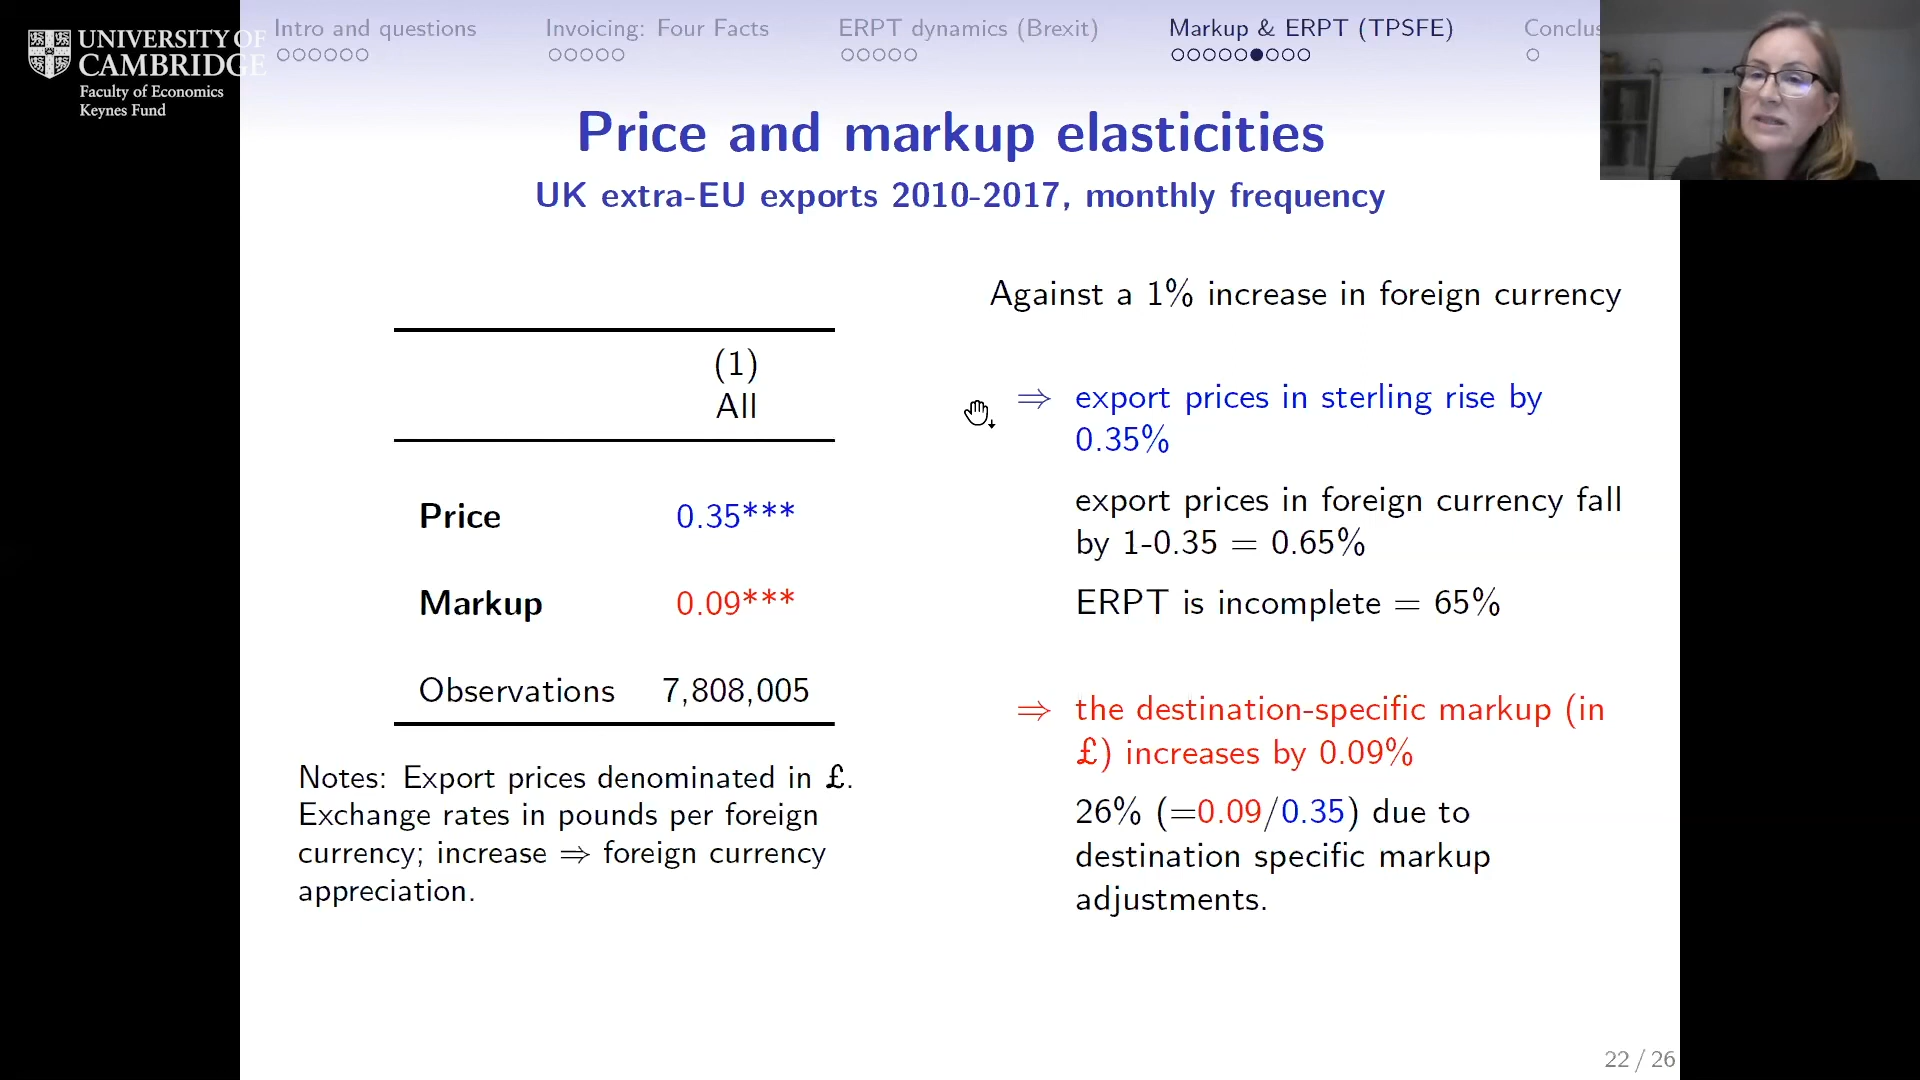 UNIVERSITY OF
CAMBRIDGE
Faculty of Economics
Keynes Fund
Intro and questions
Invoicing: Four Facts
ERPT dynamics (Brexit)
Markup & ERPT (TPSFE)
Conclus
Price and markup elasticities
UK extra-EU exports 2010-2017, monthly frequency
(1)
All
Price 0.35***
Markup 0.09***
Observations 7,808,005
Notes: Export prices denominated in £.
Exchange rates in pounds per foreign
currency; increase ⇒ foreign currency
appreciation.
Against a 1% increase in foreign currency
⇒ export prices in sterling rise by
0.35%
export prices in foreign currency fall
by 1-0.35 = 0.65%
ERPT is incomplete = 65%
⇒ the destination-specific markup (in
£) increases by 0.09%
26% (=0.09/0.35) due to
destination specific markup
adjustments.
22 / 26